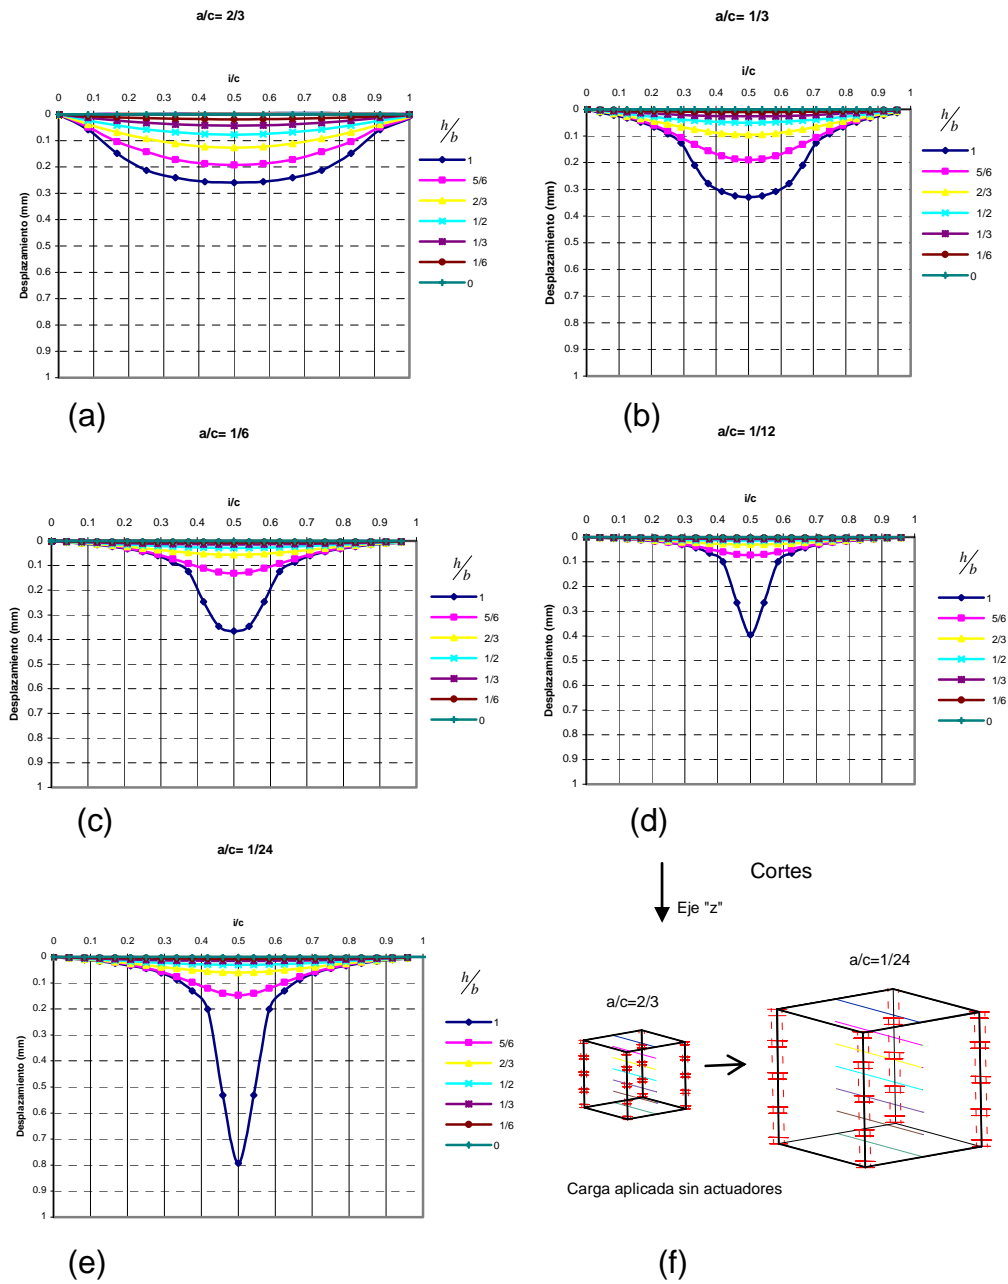 a/c= 2/3
i/c
0 0.1 0.2 0.3 0.4 0.5 0.6 0.7 0.8 0.9 1
0
0.1
0.2
0.3
0.4
0.5
0.6
0.7
0.8
0.9
1
Desplazamiento (mm)
h/b
1
5/6
2/3
1/2
1/3
1/6
0
(a)
a/c= 1/3
i/c
0 0.1 0.2 0.3 0.4 0.5 0.6 0.7 0.8 0.9 1
0
0.1
0.2
0.3
0.4
0.5
0.6
0.7
0.8
0.9
1
Desplazamiento (mm)
h/b
1
5/6
2/3
1/2
1/3
1/6
0
(b)
a/c= 1/6
i/c
0 0.1 0.2 0.3 0.4 0.5 0.6 0.7 0.8 0.9 1
0
0.1
0.2
0.3
0.4
0.5
0.6
0.7
0.8
0.9
1
Desplazamiento (mm)
h/b
1
5/6
2/3
1/2
1/3
1/6
0
(c)
a/c= 1/12
i/c
0 0.1 0.2 0.3 0.4 0.5 0.6 0.7 0.8 0.9 1
0
0.1
0.2
0.3
0.4
0.5
0.6
0.7
0.8
0.9
1
Desplazamiento (mm)
h/b
1
5/6
2/3
1/2
1/3
1/6
0
(d)
a/c= 1/24
i/c
0 0.1 0.2 0.3 0.4 0.5 0.6 0.7 0.8 0.9 1
0
0.1
0.2
0.3
0.4
0.5
0.6
0.7
0.8
0.9
1
Desplazamiento (mm)
h/b
1
5/6
2/3
1/2
1/3
1/6
0
(e)
Cortes
Eje "z"
a/c=2/3
a/c=1/24
Carga aplicada sin actuadores
(f)